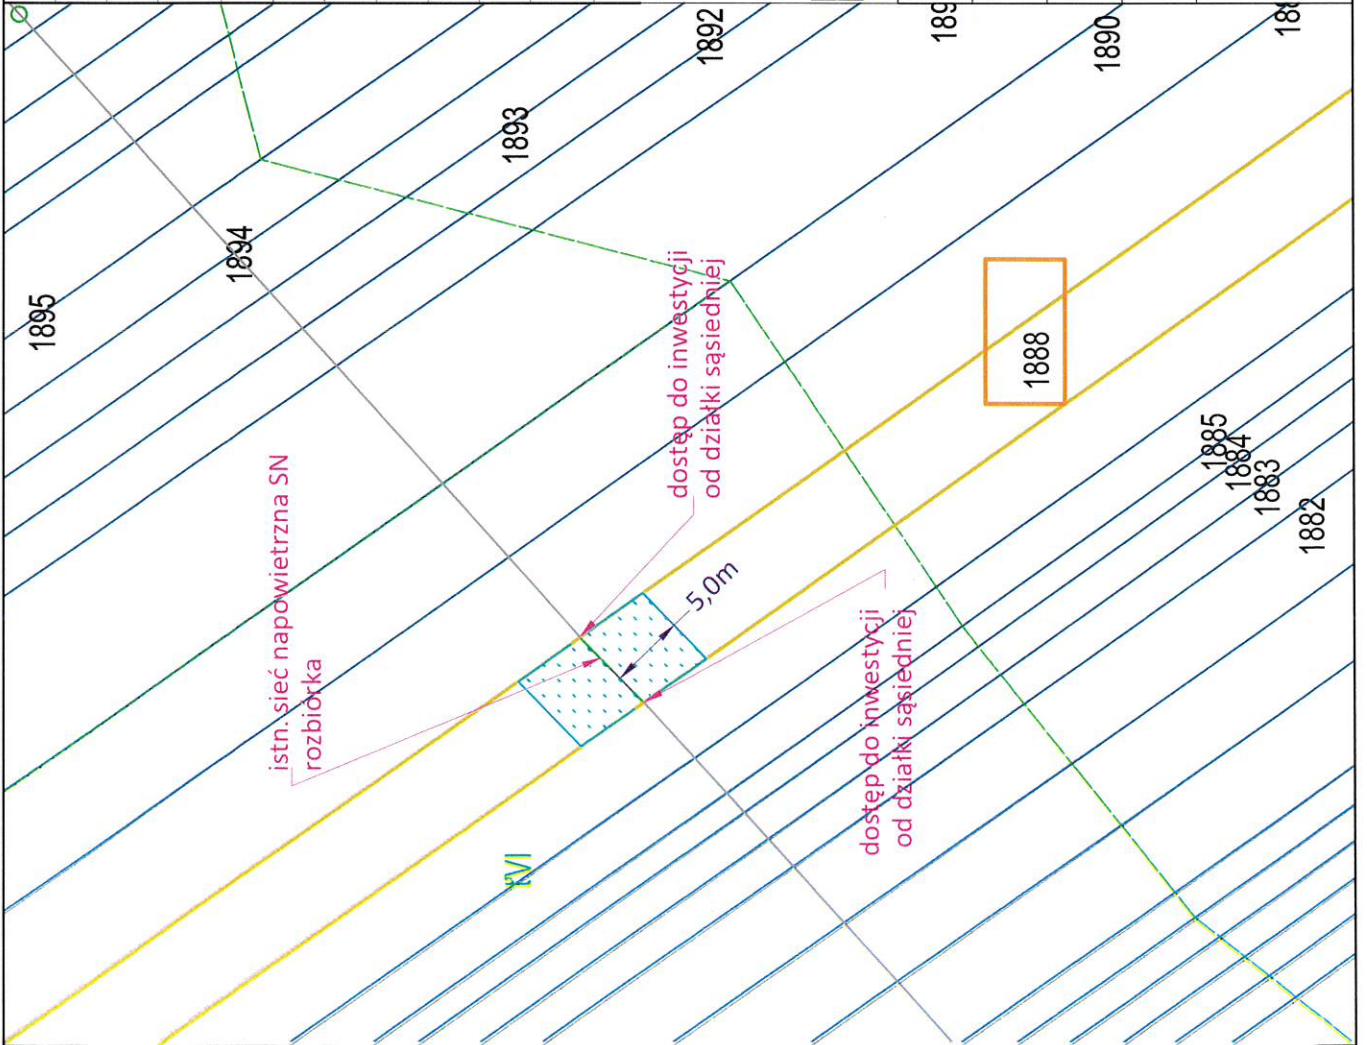 1895
1894
1893
1892
1890
istn. sieć napowietrzna SN
rozbiórka
dostęp do inwestycji
od działki sąsiedniej
5,0m
dostęp do inwestycji
od działki sąsiedniej
1888
1885
1884
1883
1882